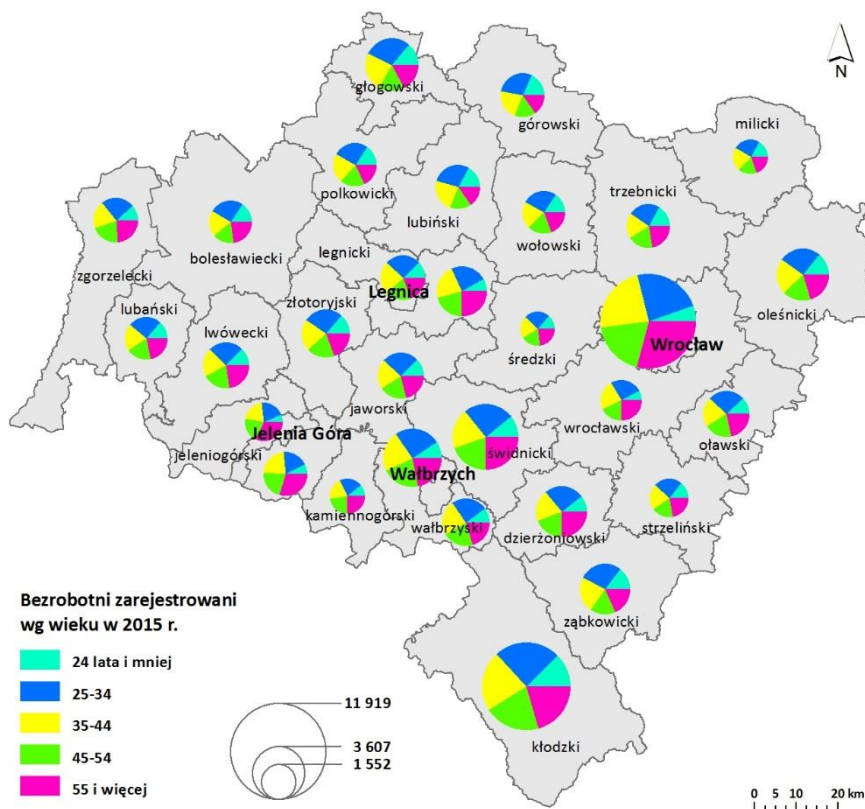 N
głogowski
górowski
milicki
polkowicki
lubiński
trzebnicki
wołowski
zgorzelecki
bolesławiecki
legnicki
Legnica
oleśnicki
lubański
lwówecki
złotoryjski
średzki
Wrocław
jaworski
wrocławski
oławski
jeleniogórski
Jelenia Góra
świdnicki
Wałbrzych
kamiennogórski
wałbrzyski
dzierżoniowski
strzeliński
ząbkowicki
kłodzki
Bezrobotni zarejestrowani
wg wieku w 2015 r.
24 lata i mniej
25-34
35-44
45-54
55 i więcej
11 919
3 607
1 552
0 5 10 20 km